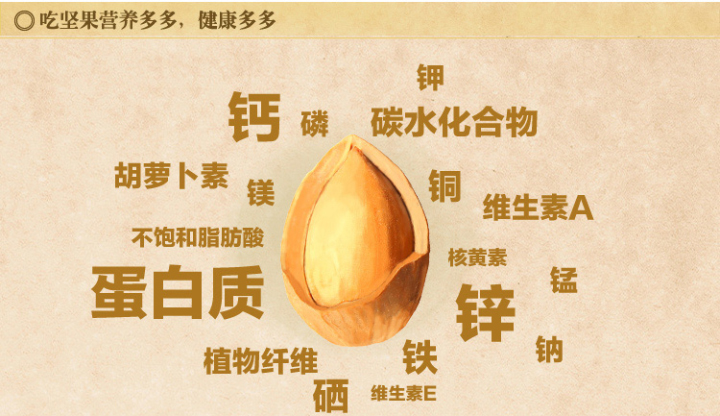 吃坚果营养多多，健康多多
钾
钙
磷
碳水化合物
胡萝卜素
镁
铜
维生素A
不饱和脂肪酸
核黄素
蛋白质
锰
锌
植物纤维
铁
钠
硒
维生素E